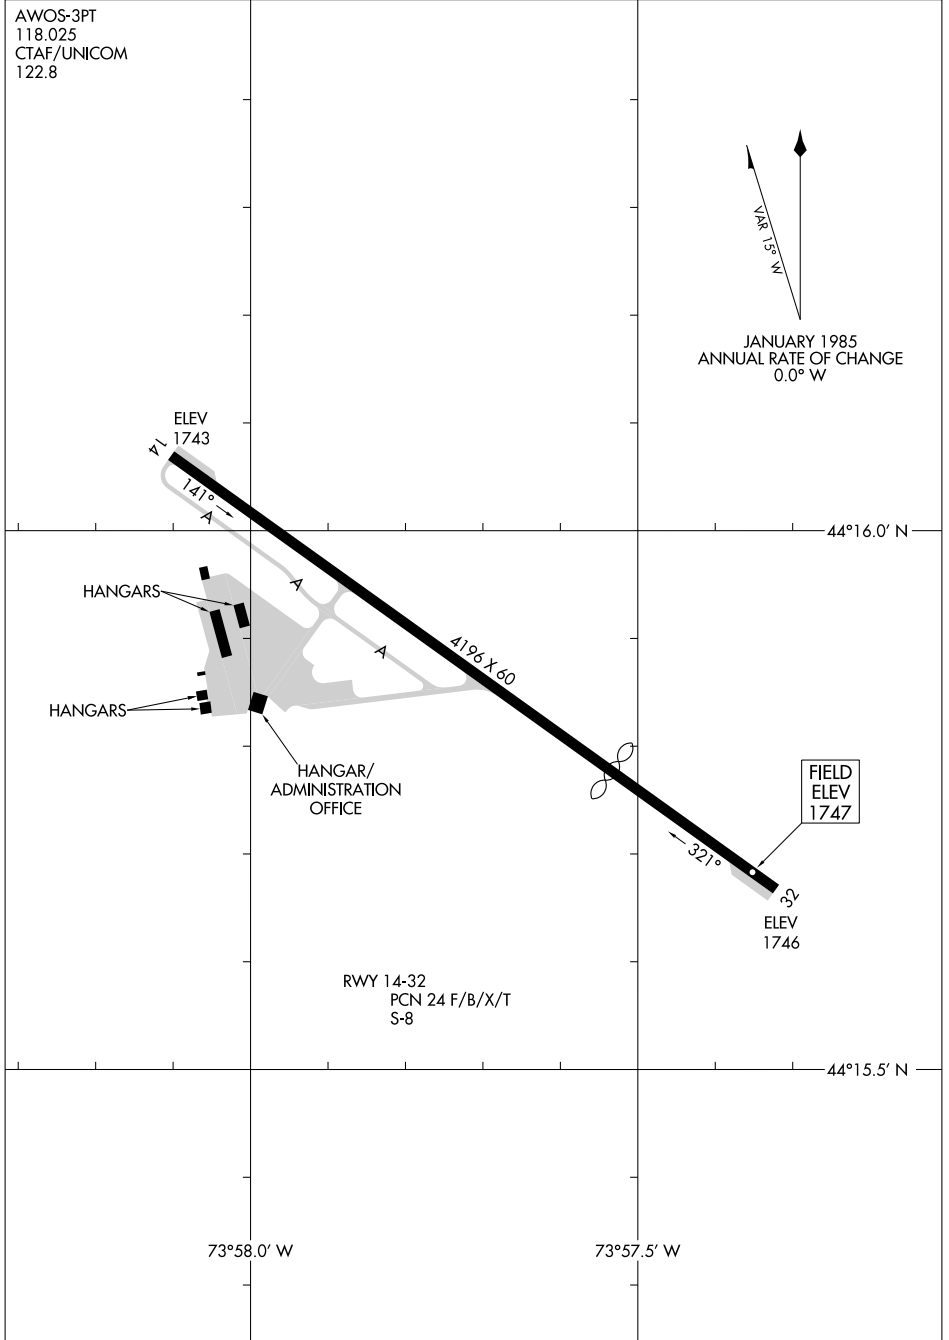 AWOS-3PT
118.025
CTAF/UNICOM
122.8
VAR 15° W
JANUARY 1985
ANNUAL RATE OF CHANGE
0.0° W
ELEV
1743
14
141°
A
44°16.0' N
HANGARS
A
A
4196 X 60
HANGARS
HANGAR/
ADMINISTRATION
OFFICE
FIELD
ELEV
1747
321°
32
ELEV
1746
RWY 14-32
PCN 24 F/B/X/T
S-8
44°15.5' N
73°58.0' W
73°57.5' W